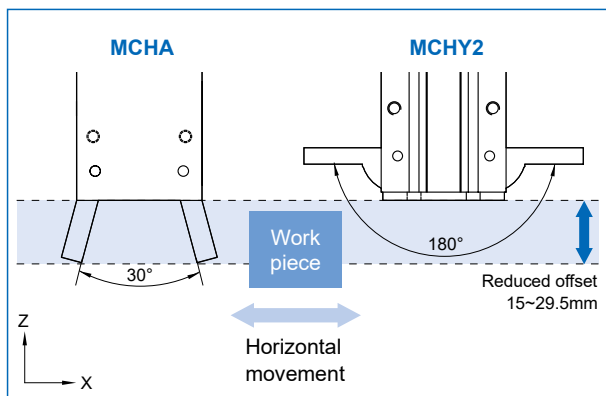 MCHA
MCHY2
Work
piece
30°
180°
Reduced offset
15~29.5mm
Horizontal
movement
Z
X